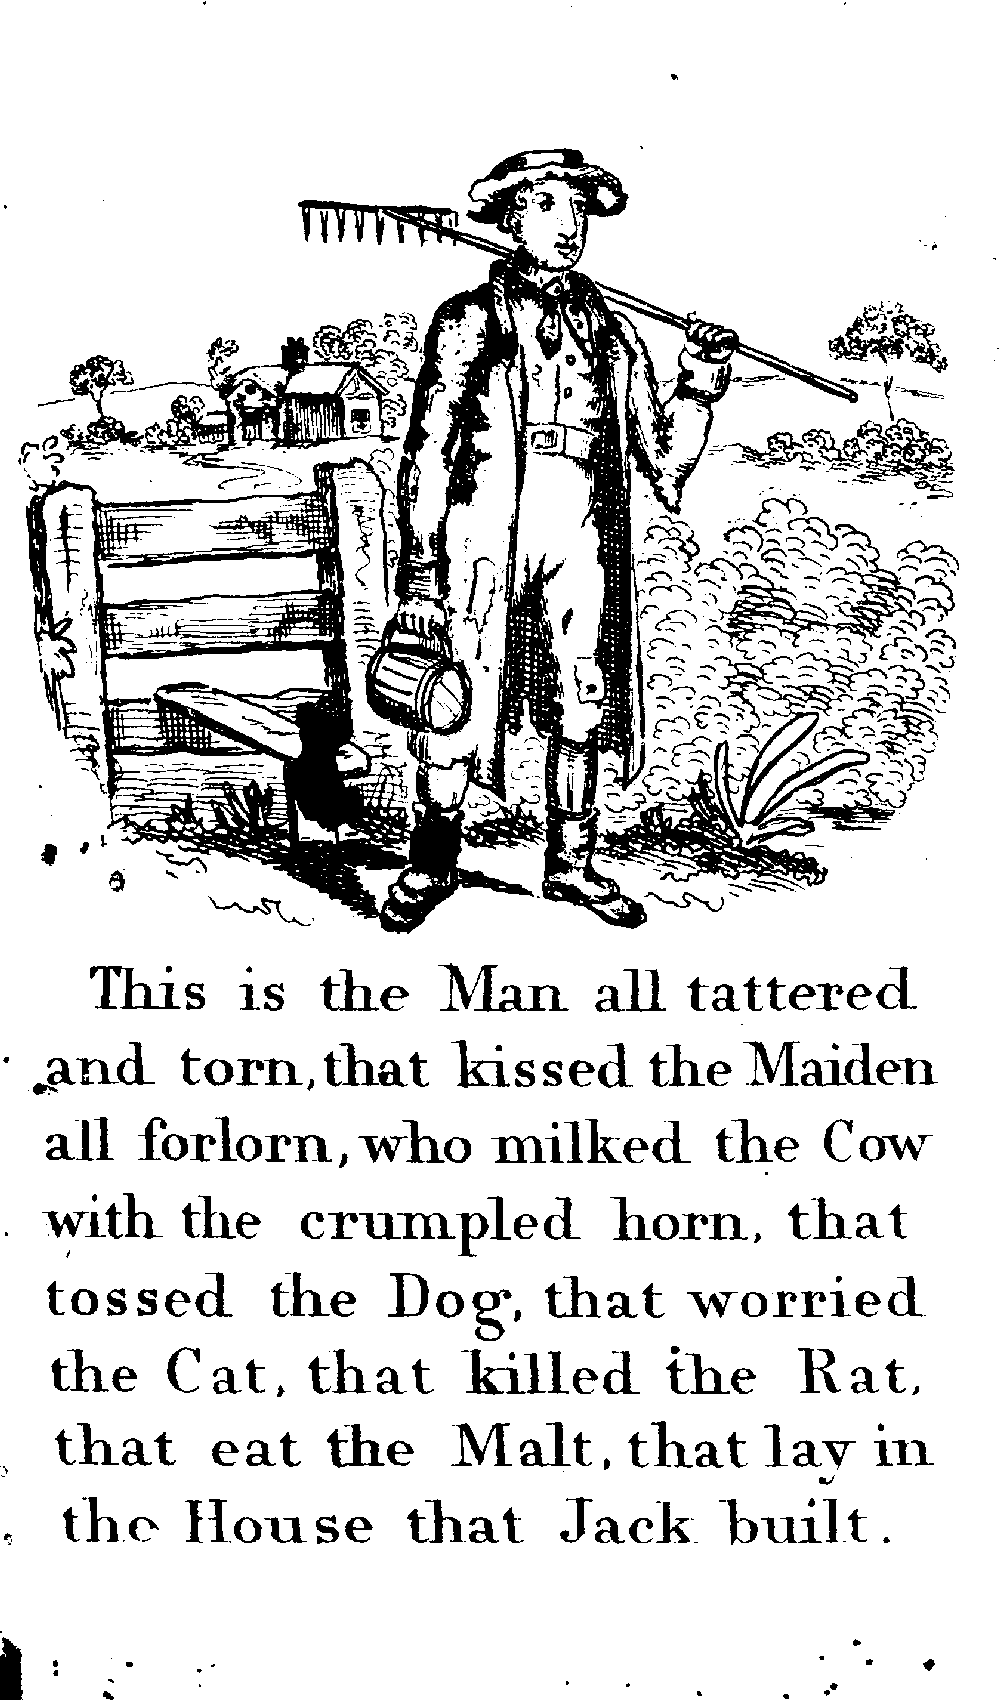 This is the Man all tattered
and torn, that kissed the Maiden
all forlorn, who milked the Cow
with the crumpled horn, that
tossed the Dog, that worried
the Cat, that killed the Rat,
that eat the Malt, that lay in
the House that Jack built.